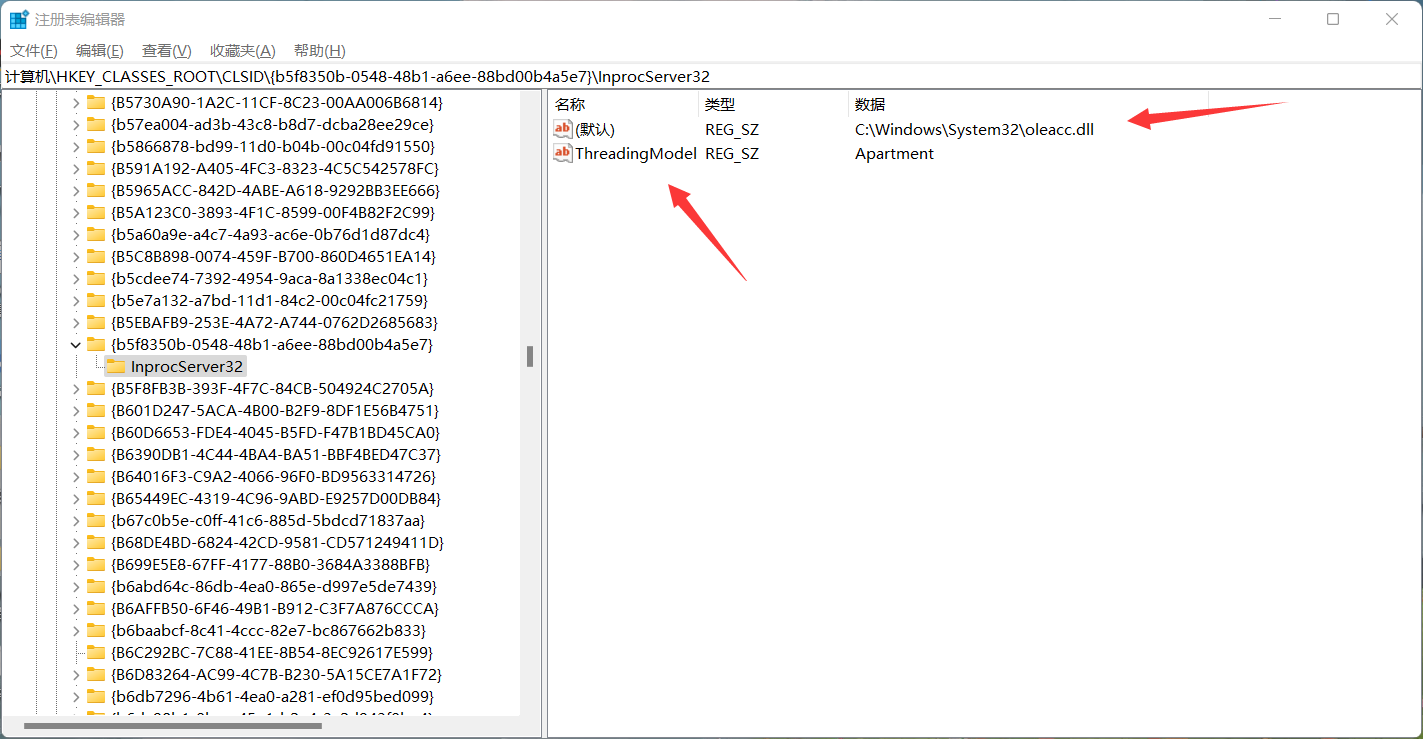 注册表编辑器
文件(F) 编辑(E) 查看(V) 收藏夹(A) 帮助(H)
计算机\HKEY_CLASSES_ROOT\CLSID\{b5f8350b-0548-48b1-a6ee-88bd00b4a5e7}\InprocServer32
{B5730A90-1A2C-11CF-8C23-00AA006B6814}
{b57ea004-ad3b-43c8-b8d7-dcba28ee29ce}
{b5866878-bd99-11d0-b04b-00c04fd91550}
{B591A192-A405-4FC3-8323-4C5C542578FC}
{B5965ACC-842D-4ABE-A618-9292BB3EE666}
{B5A123C0-3893-4F1C-8599-00F4B82F2C99}
{b5a60a9e-a4c7-4a93-ac6e-0b76d1d87dc4}
{B5C8B898-0074-459F-B700-860D4651EA14}
{b5cdee74-7392-4954-9aca-8a1338ec04c1}
{b5e7a132-a7bd-11d1-84c2-00c04fc21759}
{B5EBAFB9-253E-4A72-A744-0762D2685683}
{b5f8350b-0548-48b1-a6ee-88bd00b4a5e7}
InprocServer32
{B5F8FB3B-393F-4F7C-84CB-504924C2705A}
{B601D247-5ACA-4B00-B2F9-8DF1E56B4751}
{B60D6653-FDE4-4045-B5FD-F47B1BD45CA0}
{B6390DB1-4C44-4BA4-BA51-BBF4BED47C37}
{B64016F3-C9A2-4066-96F0-BD9563314726}
{B65449EC-4319-4C96-9ABD-E9257D00DB84}
{b67c0b5e-c0ff-41c6-885d-5bdcd71837aa}
{B68DE4BD-6824-42CD-9581-CD571249411D}
{B699E5E8-67FF-4177-88B0-3684A3388BFB}
{b6abd64c-86db-4ea0-865e-d997e5de7439}
{B6AFFB50-6F46-49B1-B912-C3F7A876CCCA}
{b6baabcf-8c41-4ccc-82e7-bc867662b833}
{B6C292BC-7C88-41EE-8B54-8EC92617E599}
{B6D83264-AC99-4C7B-B230-5A15CE7A1F72}
{b6db7296-4b61-4ea0-a281-ef0d95bed099}
名称 类型 数据
(默认) REG_SZ C:\Windows\System32\oleacc.dll
ThreadingModel REG_SZ Apartment